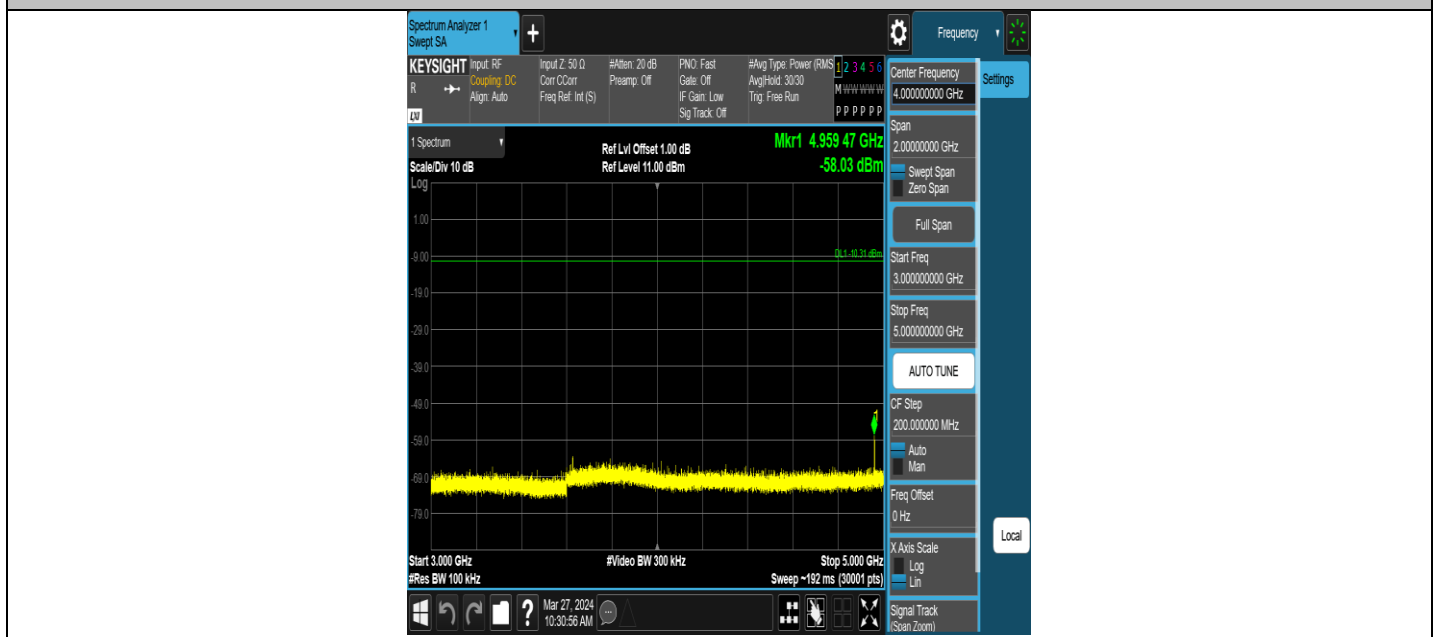 Spectrum Analyzer 1
Swept SA
+
Frequency
KEYSIGHT
R
LXI
Input: RF
Coupling: DC
Align: Auto
Input Z: 50 Ω
Corr CCorr
Freq Ref: Int (S)
#Atten: 20 dB
Preamp: Off
PNO: Fast
Gate: Off
IF Gain: Low
Sig Track: Off
#Avg Type: Power (RMS
Avg|Hold: 30/30
Trig: Free Run
1 2 3 4 5 6
M W W W W W
P P P P P P
1 Spectrum
Scale/Div 10 dB
Ref Lvl Offset 1.00 dB
Ref Level 11.00 dBm
Mkr1 4.959 47 GHz
-58.03 dBm
Log
1.00
-9.00
-19.0
-29.0
-39.0
-49.0
-59.0
-69.0
-79.0
DL1 -10.31 dBm
1
Start 3.000 GHz
#Res BW 100 kHz
#Video BW 300 kHz
Stop 5.000 GHz
Sweep ~192 ms (30001 pts)
?
Mar 27, 2024
10:30:56 AM
Center Frequency
4.000000000 GHz
Span
2.00000000 GHz
Swept Span
Zero Span
Full Span
Start Freq
3.000000000 GHz
Stop Freq
5.000000000 GHz
AUTO TUNE
CF Step
200.000000 MHz
Auto
Man
Freq Offset
0 Hz
X Axis Scale
Log
Lin
Signal Track
(Span Zoom)
Settings
Local